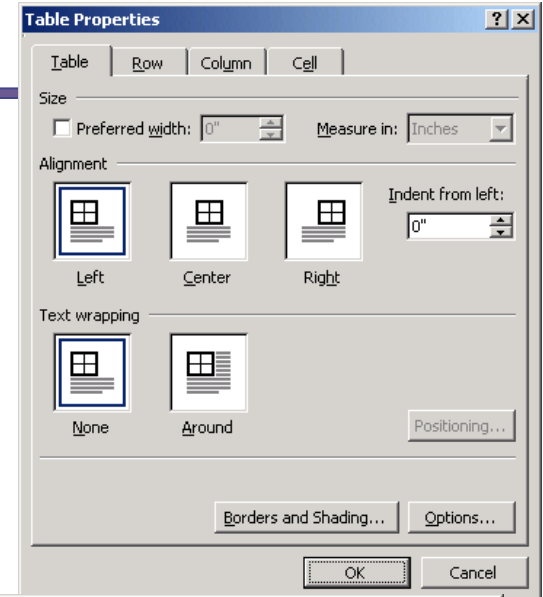 Table Properties
Table Row Column Cell
Size
Preferred width: 0" Measure in: Inches
Alignment
Indent from left:
0"
Left Center Right
Text wrapping
None Around
Positioning...
Borders and Shading... Options...
OK Cancel